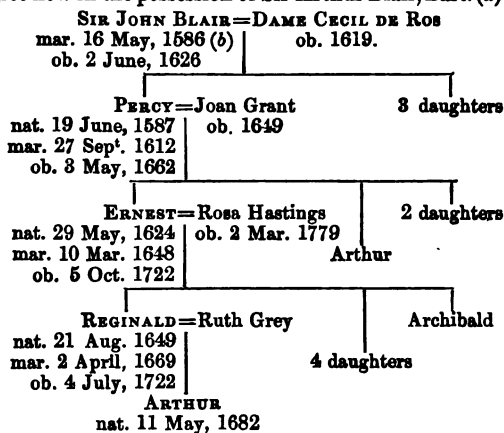 SIR JOHN BLAIR=DAME CECIL DE ROS
mar. 16 May, 1586 (b) ob. 1619.
ob. 2 June, 1626
PERCY=Joan Grant 3 daughters
nat. 19 June, 1587 ob. 1649
mar. 27 Sept. 1612
ob. 3 May, 1662
ERNEST=Rosa Hastings 2 daughters
nat. 29 May, 1624 ob. 2 Mar. 1779
mar. 10 Mar. 1648 Arthur
ob. 5 Oct. 1722
REGINALD=Ruth Grey Archibald
nat. 21 Aug. 1649
mar. 2 April, 1669 4 daughters
ob. 4 July, 1722
ARTHUR
nat. 11 May, 1682